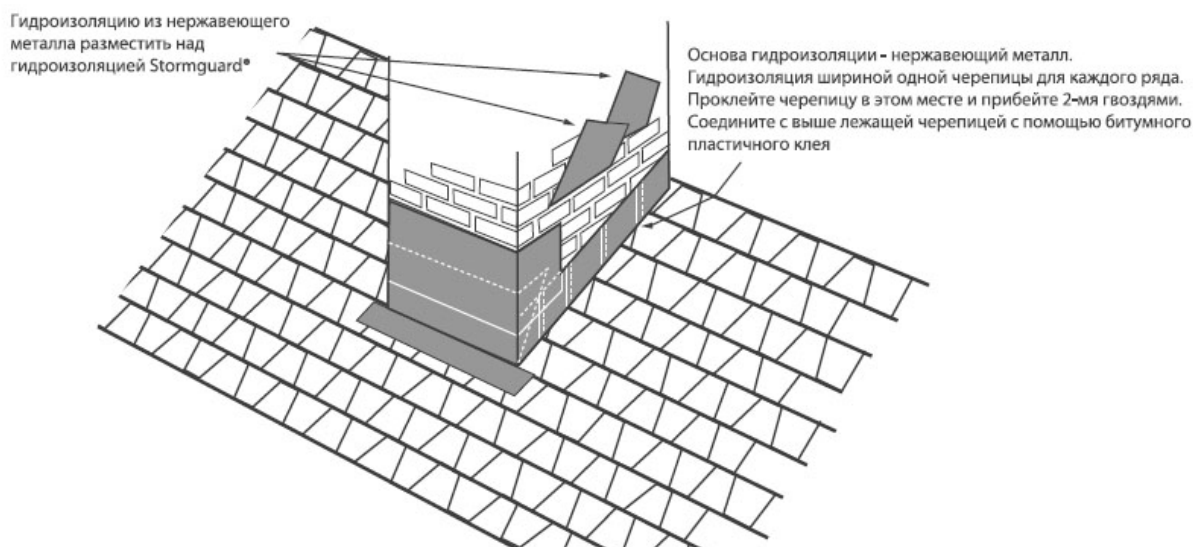 Гидроизоляцию из нержавеющего
металла разместить над
гидроизоляцией Stormguard®
Основа гидроизоляции - нержавеющий металл.
Гидроизоляция шириной одной черепицы для каждого ряда.
Проклейте черепицу в этом месте и прибейте 2-мя гвоздями.
Соедините с выше лежащей черепицей с помощью битумного
пластичного клея